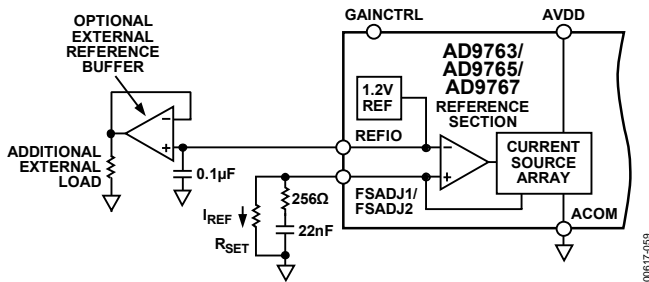 OPTIONAL
EXTERNAL
REFERENCE
BUFFER
GAINCTRL
AVDD
AD9763/
AD9765/
AD9767
REFERENCE
SECTION
1.2V
REF
REFIO
CURRENT
SOURCE
ARRAY
ADDITIONAL
EXTERNAL
LOAD
0.1µF
–
+
–
+
IREF
RSET
256Ω
22nF
FSADJ1/
FSADJ2
ACOM
00617-059